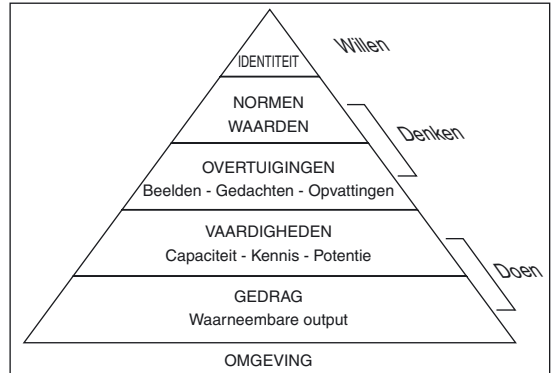 Willen
IDENTITEIT
NORMEN
WAARDEN
Denken
OVERTUIGINGEN
Beelden - Gedachten - Opvattingen
VAARDIGHEDEN
Capaciteit - Kennis - Potentie
Doen
GEDRAG
Waarneembare output
OMGEVING